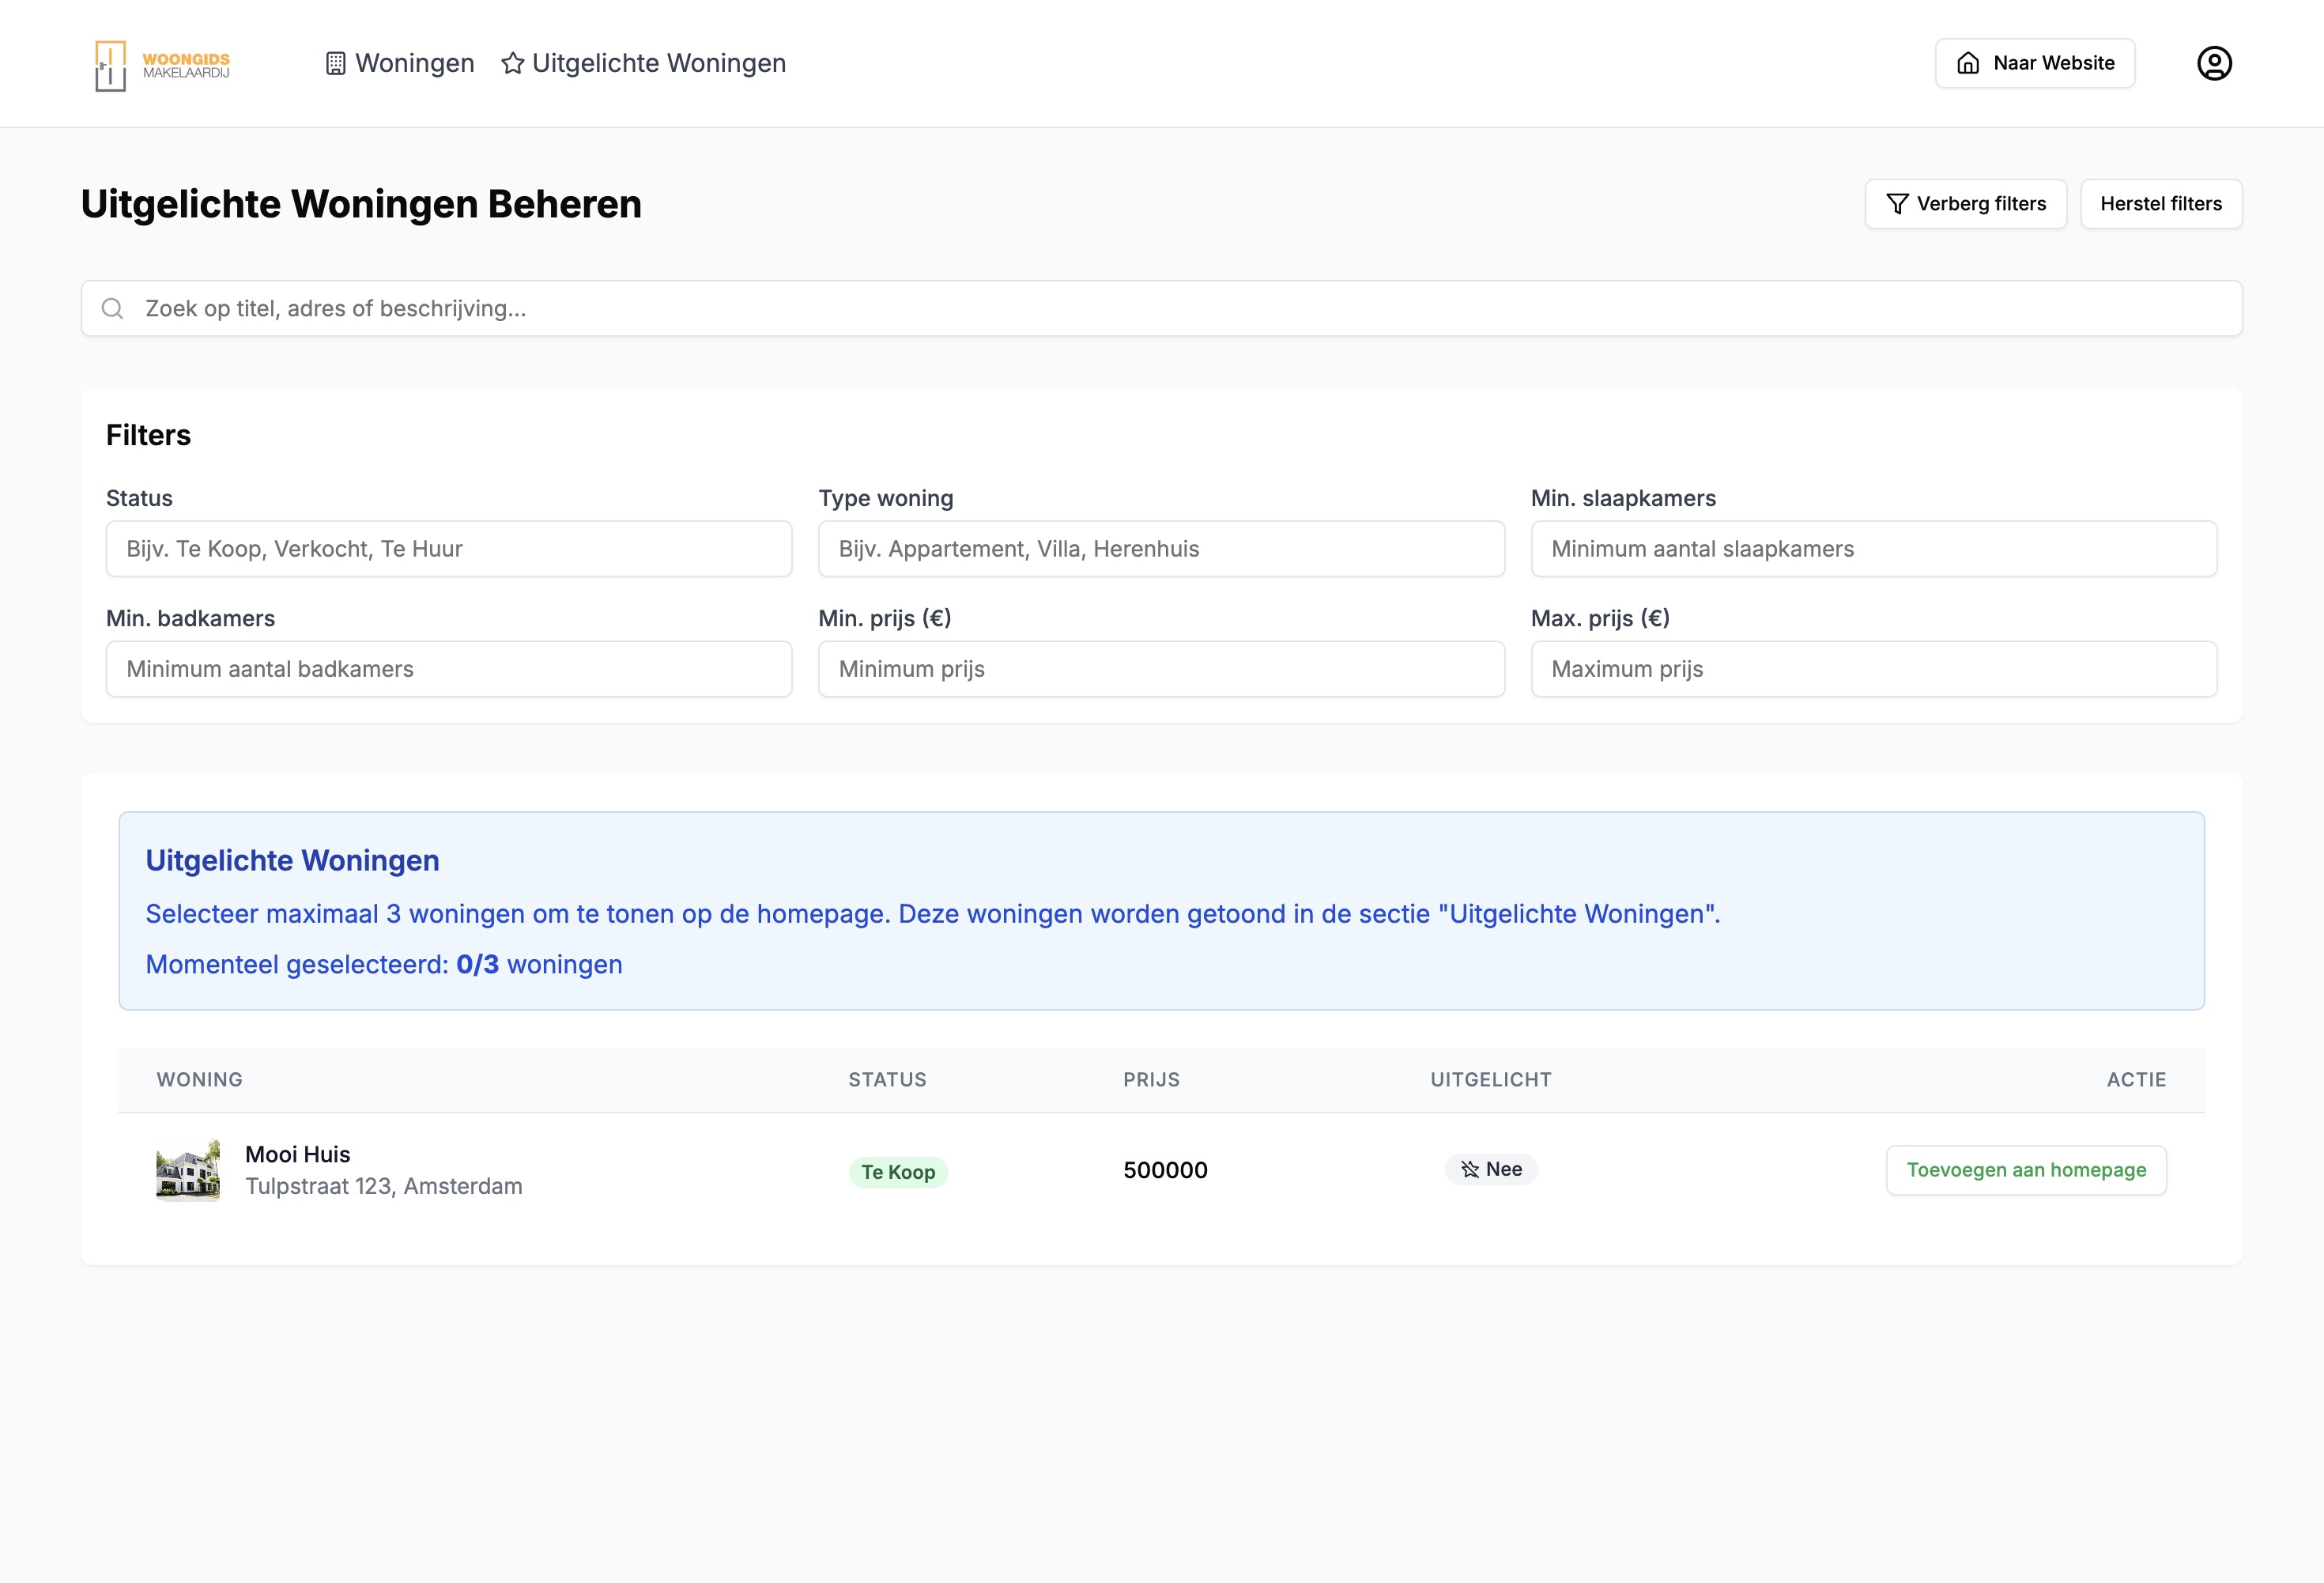 WOONGIDS
MAKELAARDIJ
Woningen
Uitgelichte Woningen
Naar Website
Uitgelichte Woningen Beheren
Verberg filters
Herstel filters
Zoek op titel, adres of beschrijving...
Filters
Status
Type woning
Min. slaapkamers
Bijv. Te Koop, Verkocht, Te Huur
Bijv. Appartement, Villa, Herenhuis
Minimum aantal slaapkamers
Min. badkamers
Min. prijs (€)
Max. prijs (€)
Minimum aantal badkamers
Minimum prijs
Maximum prijs
Uitgelichte Woningen
Selecteer maximaal 3 woningen om te tonen op de homepage. Deze woningen worden getoond in de sectie "Uitgelichte Woningen".
Momenteel geselecteerd: 0/3 woningen
WONING
STATUS
PRIJS
UITGELICHT
ACTIE
Mooi Huis
Tulpstraat 123, Amsterdam
Te Koop
500000
Nee
Toevoegen aan homepage